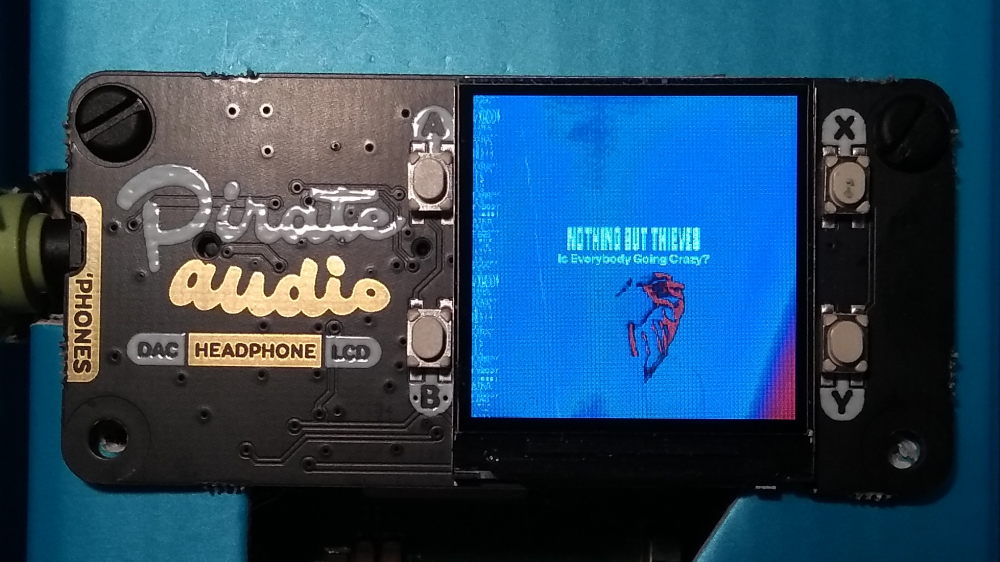 Pirate
audio
DAC HEADPHONE LCD
'PHONES
A
B
NOTHING BUT THIEVES
Is Everybody Going Crazy?
X
Y